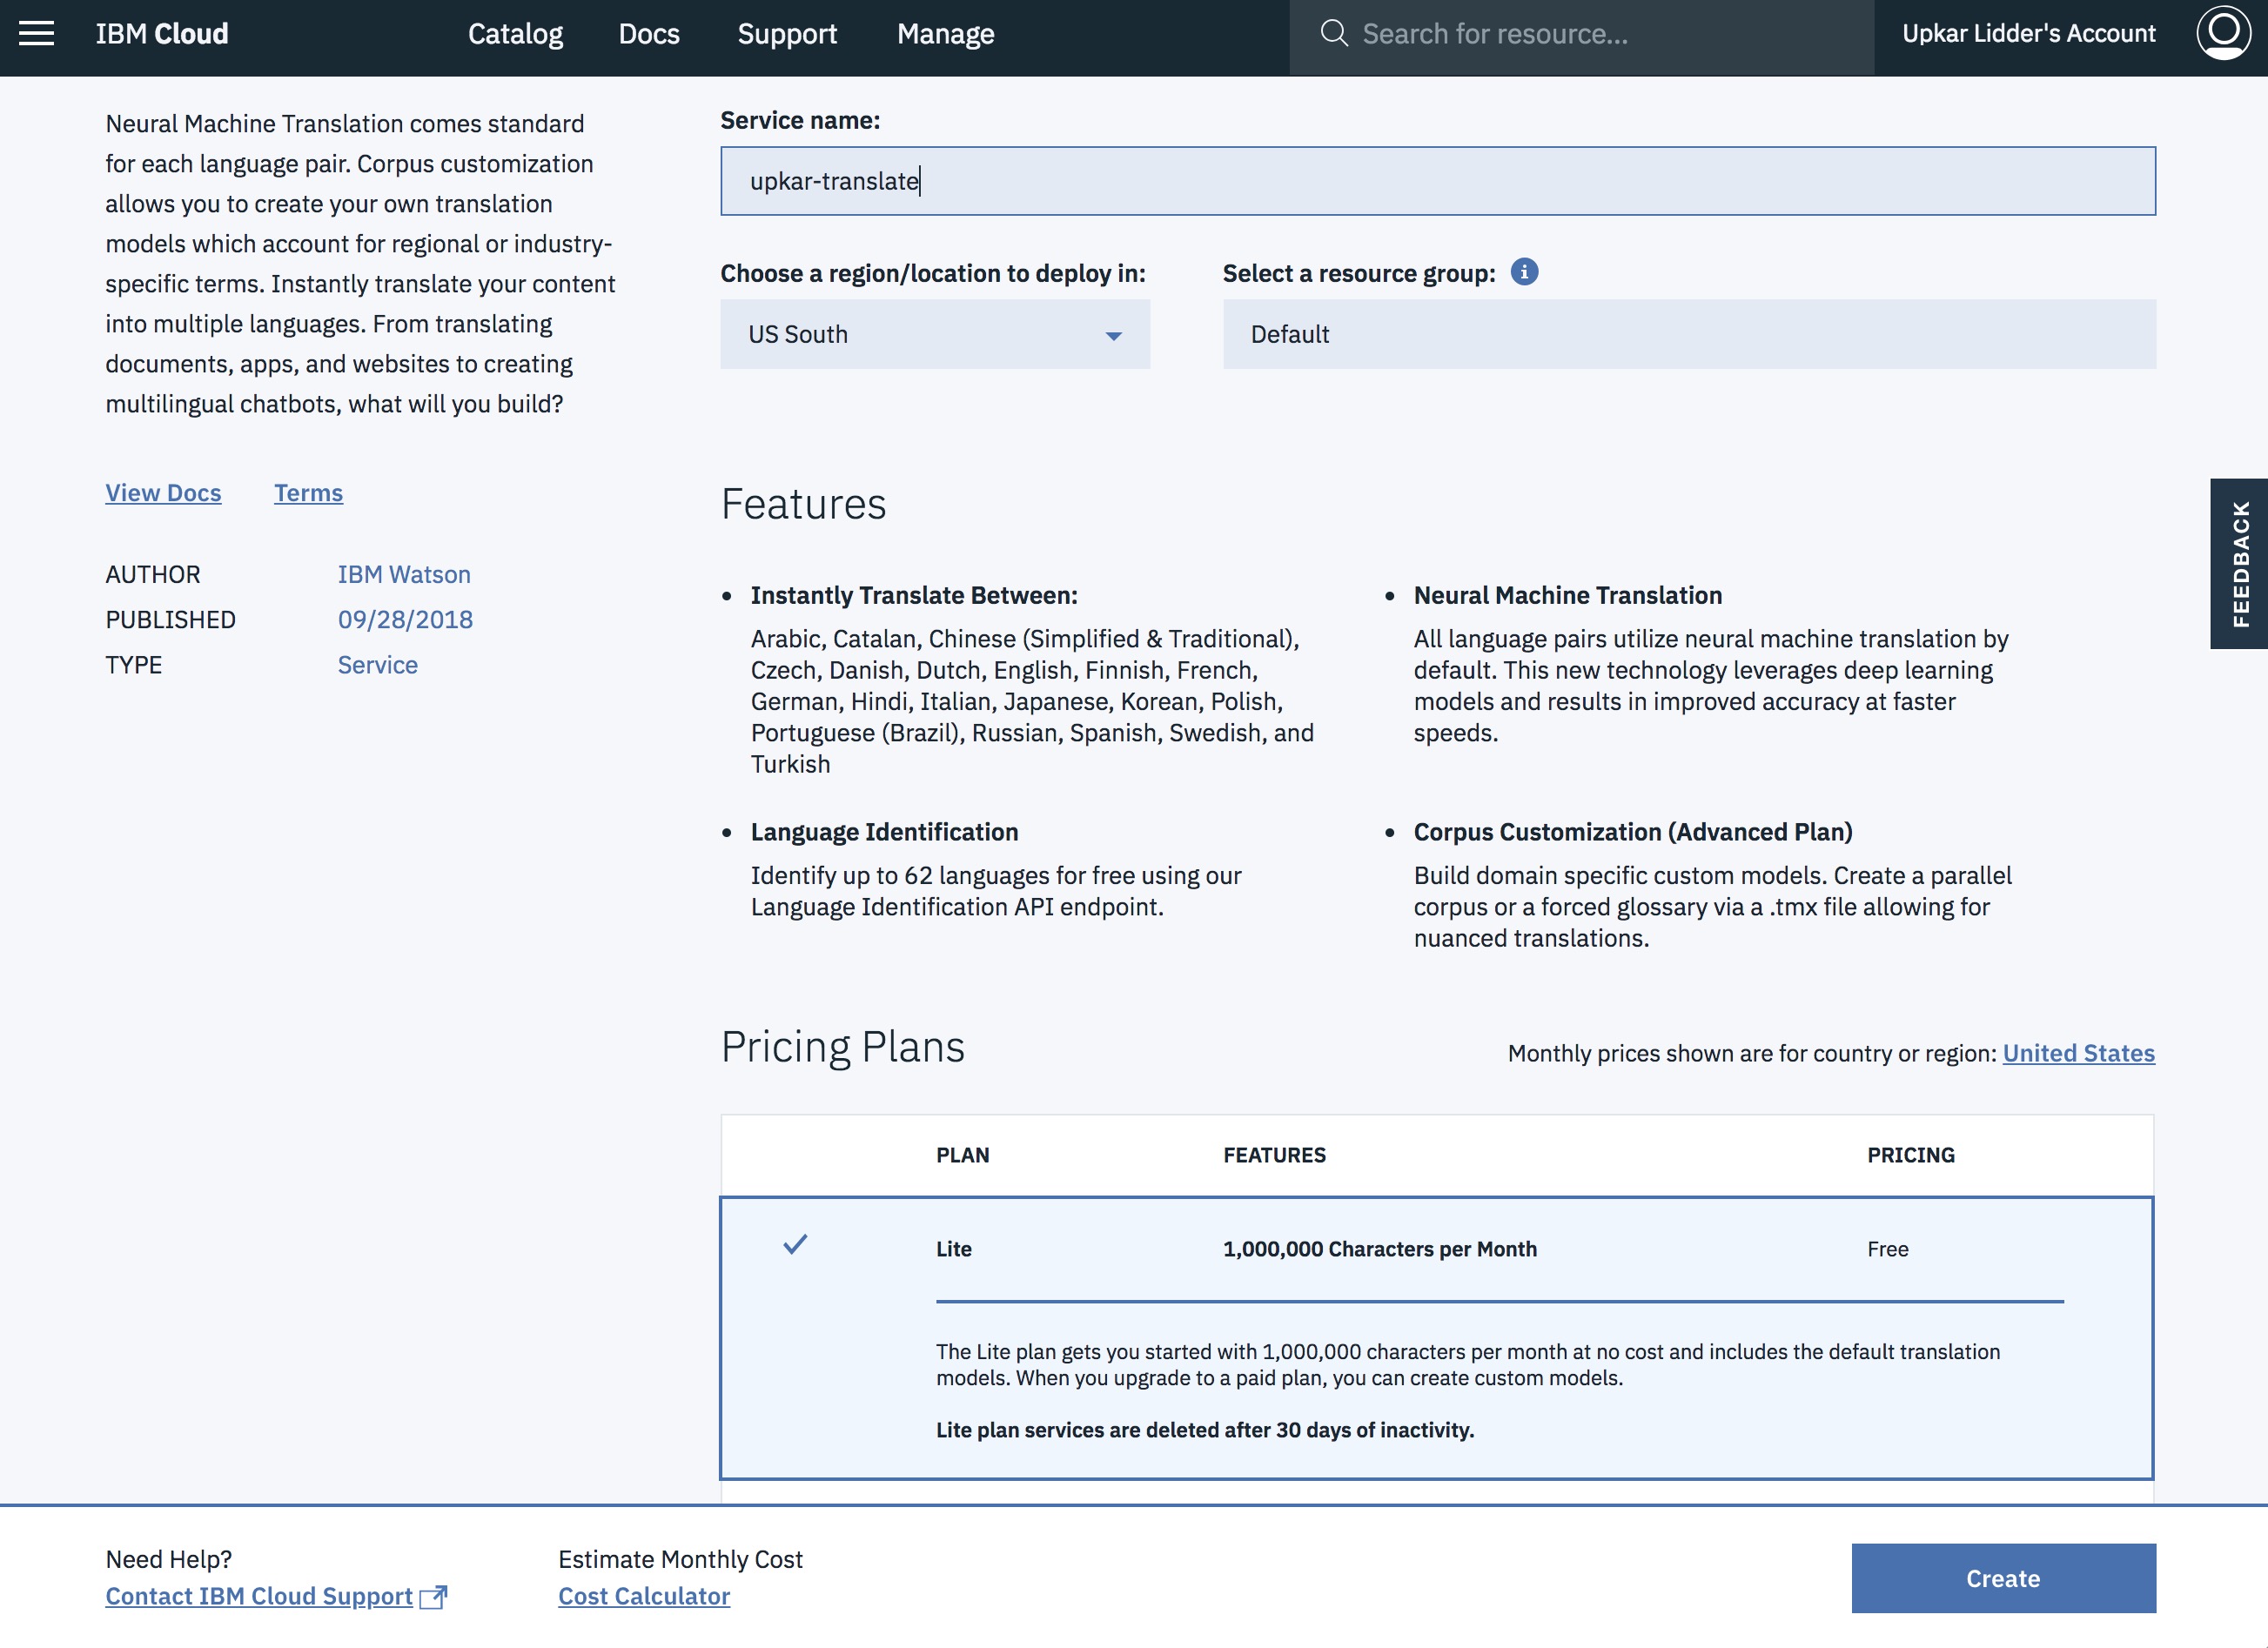 IBM Cloud
Catalog
Docs
Support
Manage
Search for resource...
Upkar Lidder's Account
Neural Machine Translation comes standard
for each language pair. Corpus customization
allows you to create your own translation
models which account for regional or industry-
specific terms. Instantly translate your content
into multiple languages. From translating
documents, apps, and websites to creating
multilingual chatbots, what will you build?
View Docs
Terms
AUTHOR
IBM Watson
PUBLISHED
09/28/2018
TYPE
Service
Service name:
upkar-translate
Choose a region/location to deploy in:
US South
Select a resource group:
Default
Features
Instantly Translate Between:
Arabic, Catalan, Chinese (Simplified & Traditional),
Czech, Danish, Dutch, English, Finnish, French,
German, Hindi, Italian, Japanese, Korean, Polish,
Portuguese (Brazil), Russian, Spanish, Swedish, and
Turkish
Neural Machine Translation
All language pairs utilize neural machine translation by
default. This new technology leverages deep learning
models and results in improved accuracy at faster
speeds.
Language Identification
Identify up to 62 languages for free using our
Language Identification API endpoint.
Corpus Customization (Advanced Plan)
Build domain specific custom models. Create a parallel
corpus or a forced glossary via a .tmx file allowing for
nuanced translations.
FEEDBACK
Pricing Plans
Monthly prices shown are for country or region: United States
PLAN
FEATURES
PRICING
Lite
1,000,000 Characters per Month
Free
The Lite plan gets you started with 1,000,000 characters per month at no cost and includes the default translation
models. When you upgrade to a paid plan, you can create custom models.
Lite plan services are deleted after 30 days of inactivity.
Need Help?
Contact IBM Cloud Support
Estimate Monthly Cost
Cost Calculator
Create